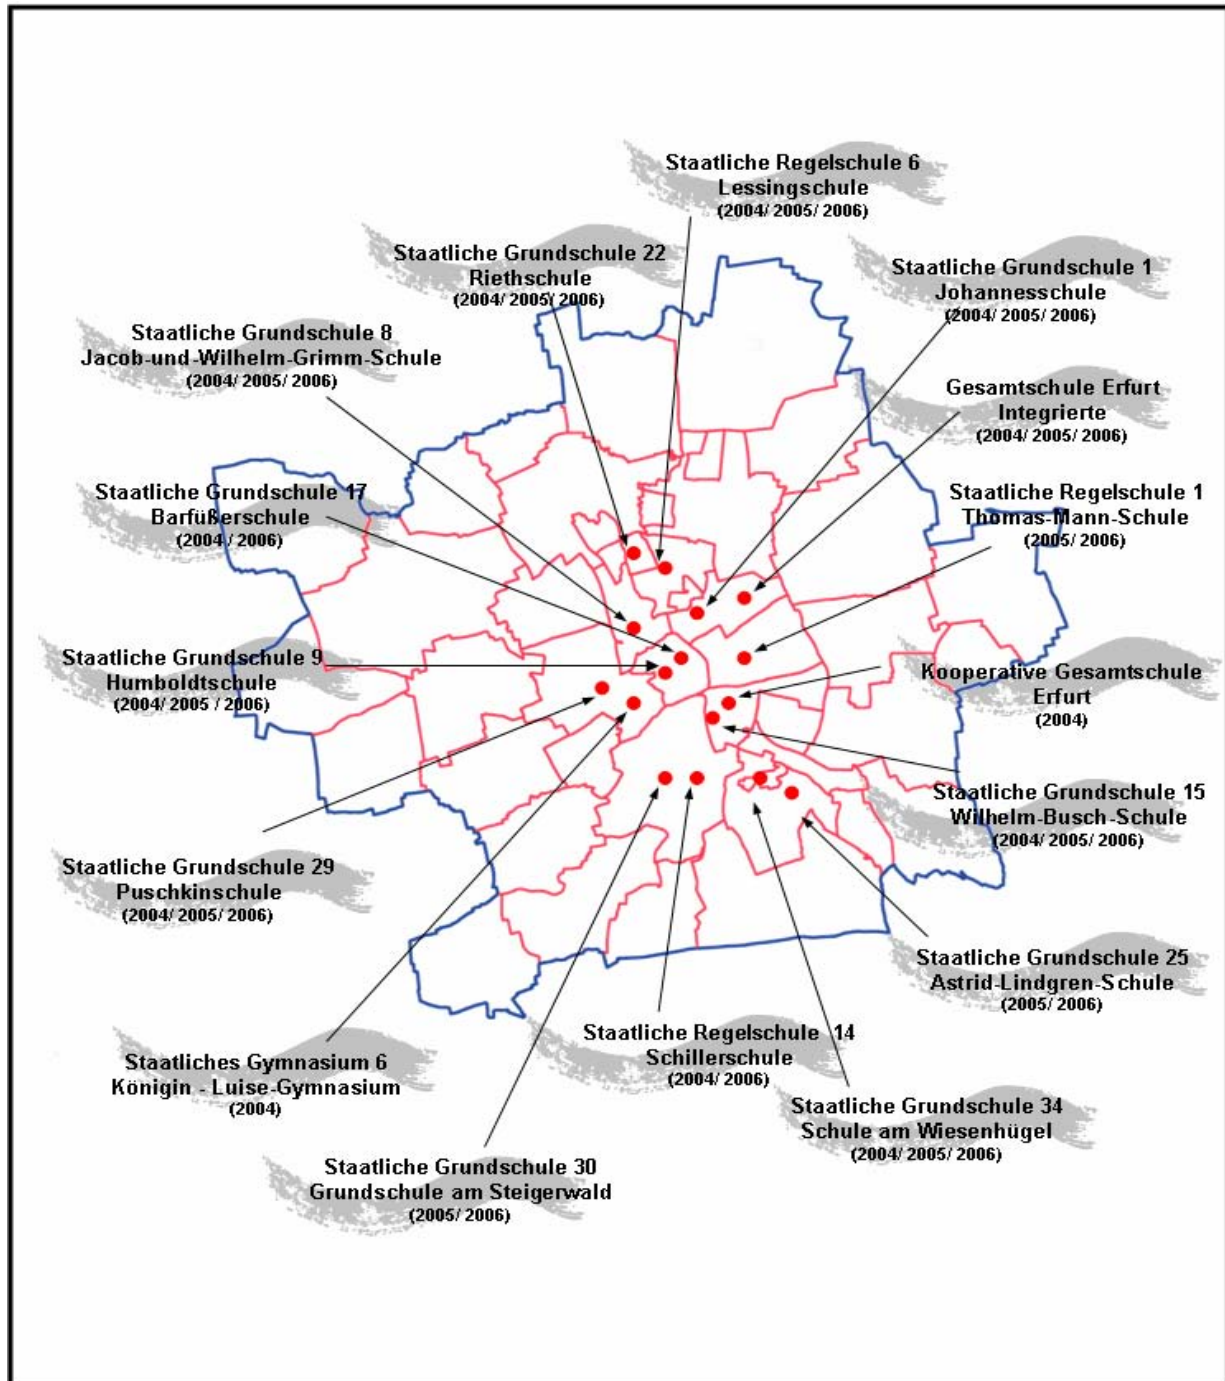 Staatliche Regelschule 6
Lessingschule
(2004/ 2005/ 2006)
Staatliche Grundschule 22
Riethschule
(2004/ 2005/ 2006)
Staatliche Grundschule 1
Johannesschule
(2004/ 2005/ 2006)
Staatliche Grundschule 8
Jacob-und-Wilhelm-Grimm-Schule
(2004/ 2005/ 2006)
Gesamtschule Erfurt
Integrierte
(2004/ 2005/ 2006)
Staatliche Grundschule 17
Barfüßerschule
(2004 / 2006)
Staatliche Regelschule 1
Thomas-Mann-Schule
(2005/ 2006)
Staatliche Grundschule 9
Humboldtschule
(2004/ 2005 / 2006)
Kooperative Gesamtschule
Erfurt
(2004)
Staatliche Grundschule 15
Wilhelm-Busch-Schule
(2004/ 2005/ 2006)
Staatliche Grundschule 29
Puschkinschule
(2004/ 2005/ 2006)
Staatliche Grundschule 25
Astrid-Lindgren-Schule
(2005/ 2006)
Staatliche Regelschule 14
Schillerschule
(2004/ 2006)
Staatliches Gymnasium 6
Königin - Luise-Gymnasium
(2004)
Staatliche Grundschule 34
Schule am Wiesenhügel
(2004/ 2005/ 2006)
Staatliche Grundschule 30
Grundschule am Steigerwald
(2005/ 2006)